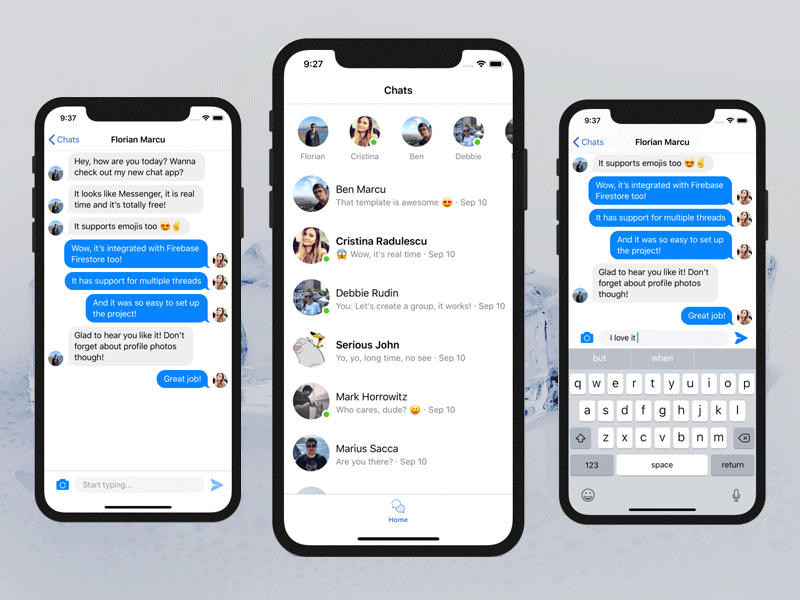 9:37
Chats
Florian Marcu
Hey, how are you today? Wanna
check out my new chat app?
It looks like Messenger, it is real
time and it's totally free!
It supports emojis too 😍✌️
Wow, it's integrated with Firebase
Firestore too!
It has support for multiple threads
And it was so easy to set up
the project!
Glad to hear you like it! Don't
forget about profile photos
though!
Great job!
Start typing...
9:27
Chats
Florian
Cristina
Ben
Debbie
Ben Marcu
That template is awesome 😍 · Sep 10
Cristina Radulescu
😱 Wow, it's real time · Sep 10
Debbie Rudin
You: Let's create a group, it works! · Sep 10
Serious John
Yo, yo, long time, no see · Sep 10
Mark Horrowitz
Who cares, dude? 😛 · Sep 10
Marius Sacca
Are you there? · Sep 10
Home
9:37
Chats
Florian Marcu
It supports emojis too 😍✌️
Wow, it's integrated with Firebase
Firestore too!
It has support for multiple threads
And it was so easy to set up
the project!
Glad to hear you like it! Don't
forget about profile photos
though!
Great job!
I love it
but when
q w e r t y u i o p
a s d f g h j k l
z x c v b n m
123 space return